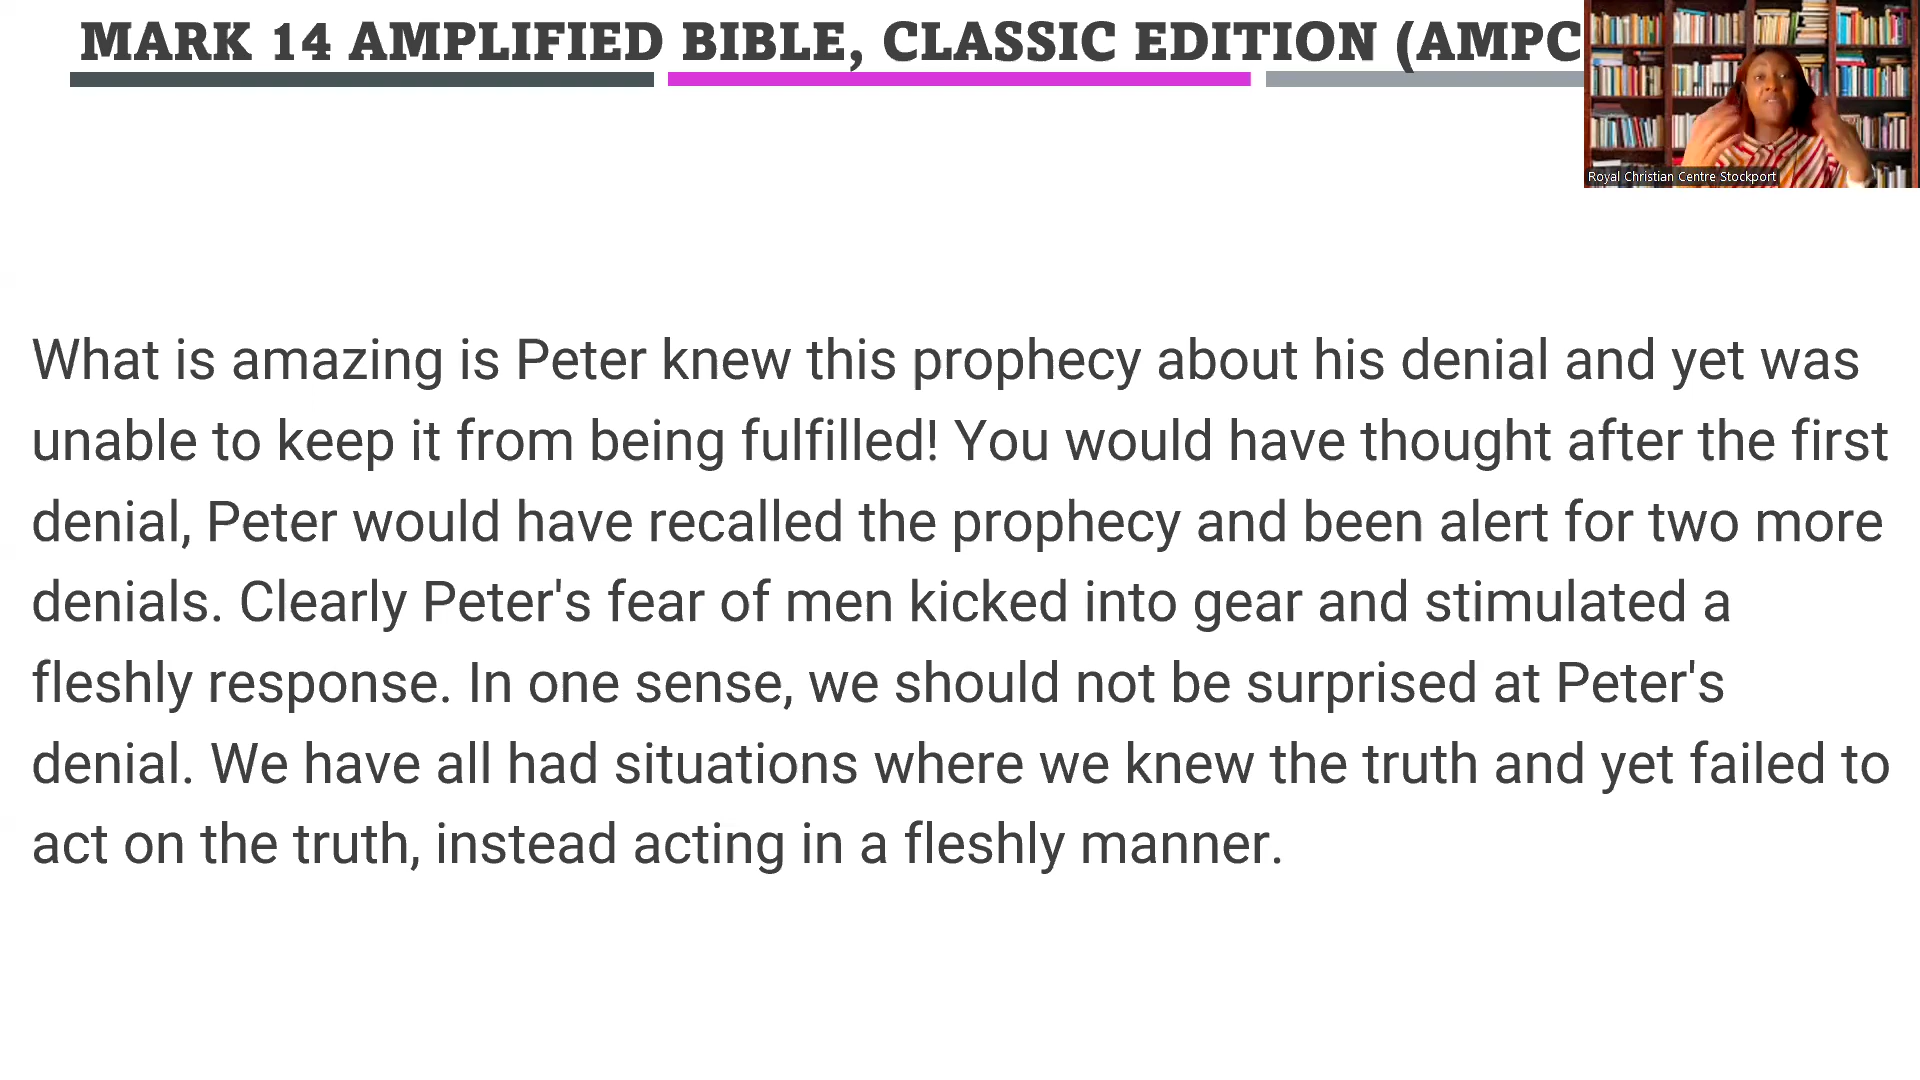 MARK 14 AMPLIFIED BIBLE, CLASSIC EDITION (AMPC
Royal Christian Centre Stockport
What is amazing is Peter knew this prophecy about his denial and yet was
unable to keep it from being fulfilled! You would have thought after the first
denial, Peter would have recalled the prophecy and been alert for two more
denials. Clearly Peter's fear of men kicked into gear and stimulated a
fleshly response. In one sense, we should not be surprised at Peter's
denial. We have all had situations where we knew the truth and yet failed to
act on the truth, instead acting in a fleshly manner.